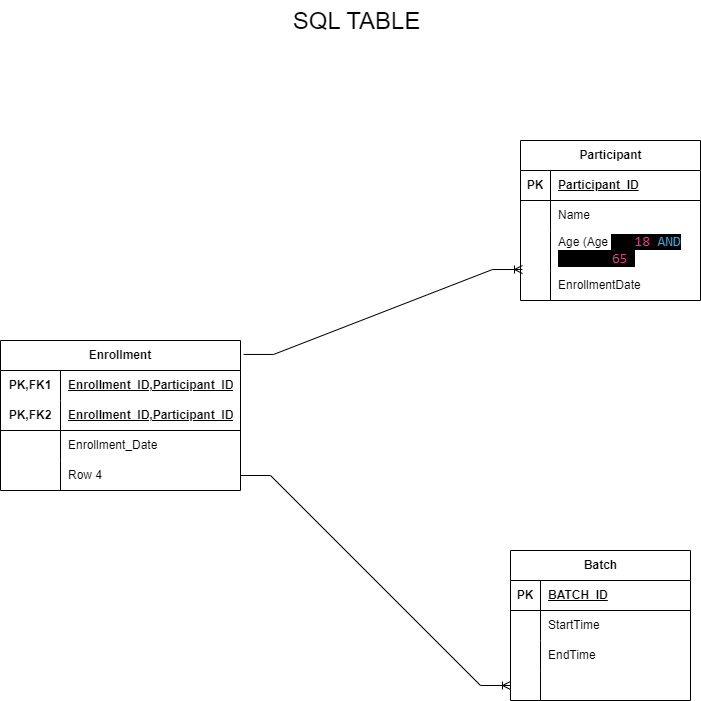 SQL TABLE
Participant
PK Participant_ID
Name
Age (Age 18 AND
65
EnrollmentDate
Enrollment
PK,FK1 Enrollment_ID,Participant_ID
PK,FK2 Enrollment_ID,Participant_ID
Enrollment_Date
Row 4
Batch
PK BATCH_ID
StartTime
EndTime